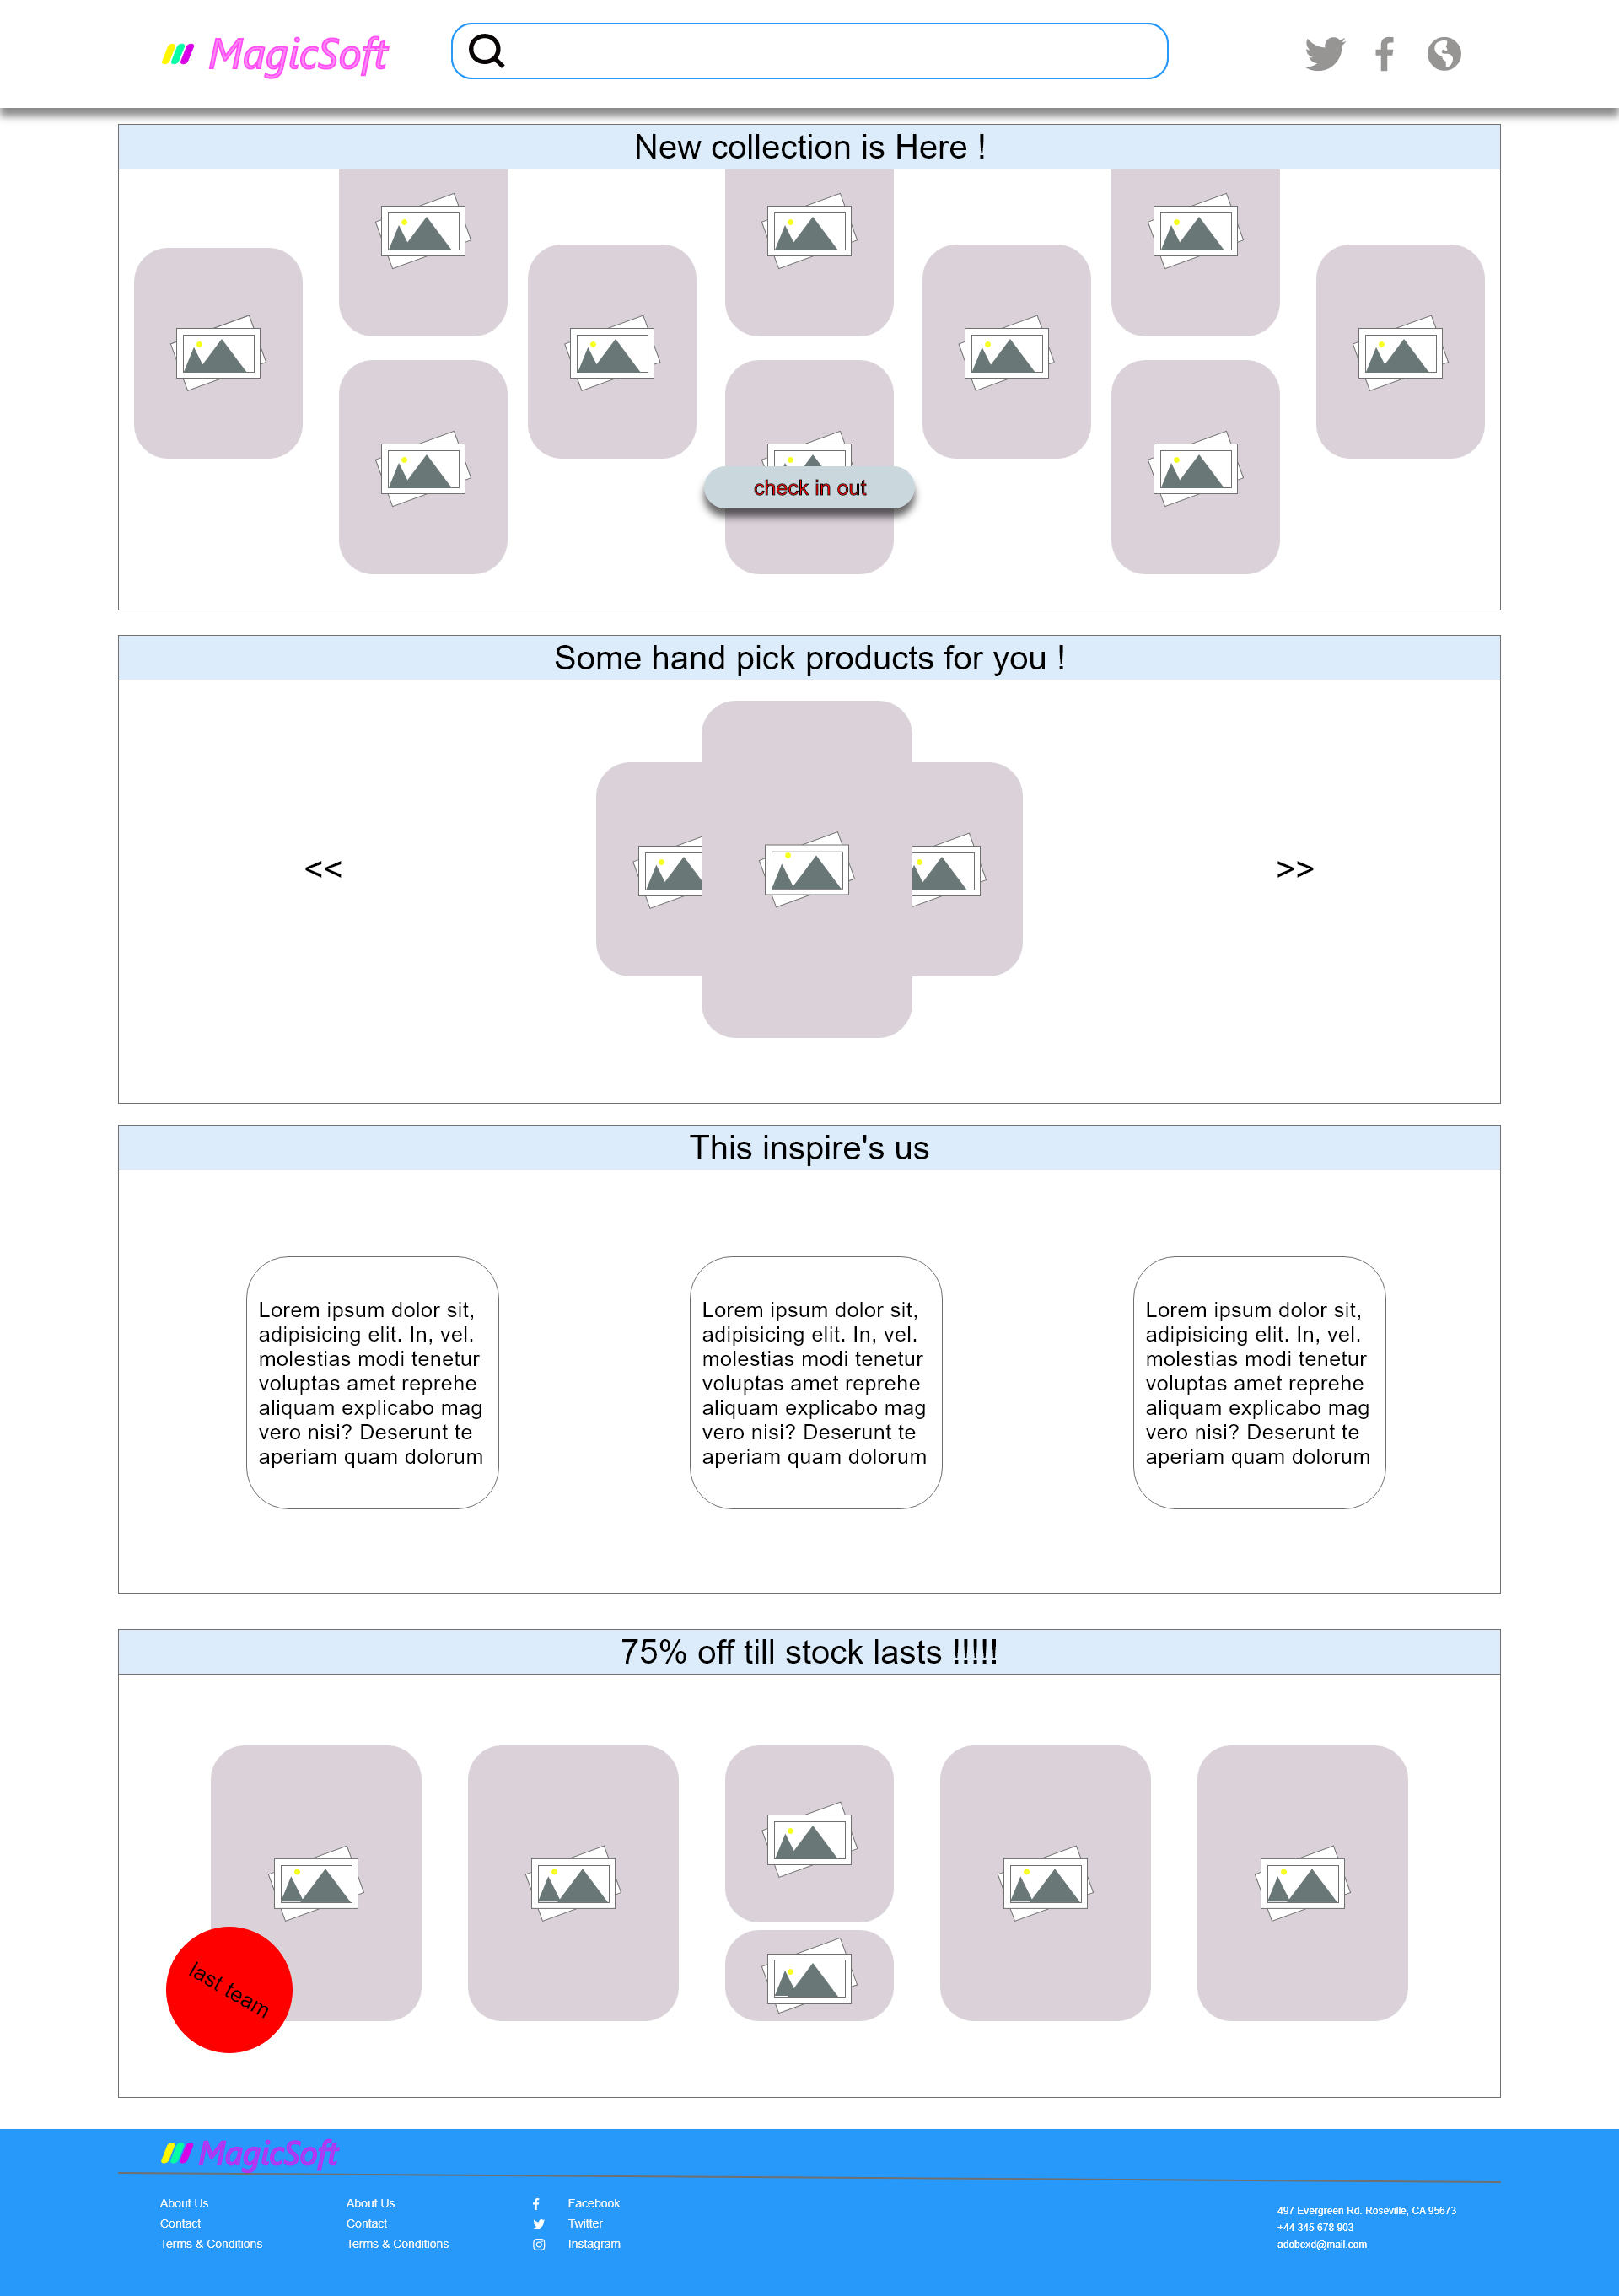 MagicSoft
New collection is Here !
check in out
Some hand pick products for you !
<<
>>
This inspire's us
Lorem ipsum dolor sit,
adipisicing elit. In, vel.
molestias modi tenetur
voluptas amet reprehe
aliquam explicabo mag
vero nisi? Deserunt te
aperiam quam dolorum
Lorem ipsum dolor sit,
adipisicing elit. In, vel.
molestias modi tenetur
voluptas amet reprehe
aliquam explicabo mag
vero nisi? Deserunt te
aperiam quam dolorum
Lorem ipsum dolor sit,
adipisicing elit. In, vel.
molestias modi tenetur
voluptas amet reprehe
aliquam explicabo mag
vero nisi? Deserunt te
aperiam quam dolorum
75% off till stock lasts !!!!!
last team
MagicSoft
About Us
Contact
Terms & Conditions
About Us
Contact
Terms & Conditions
Facebook
Twitter
Instagram
497 Evergreen Rd. Roseville, CA 95673
+44 345 678 903
adobexd@mail.com